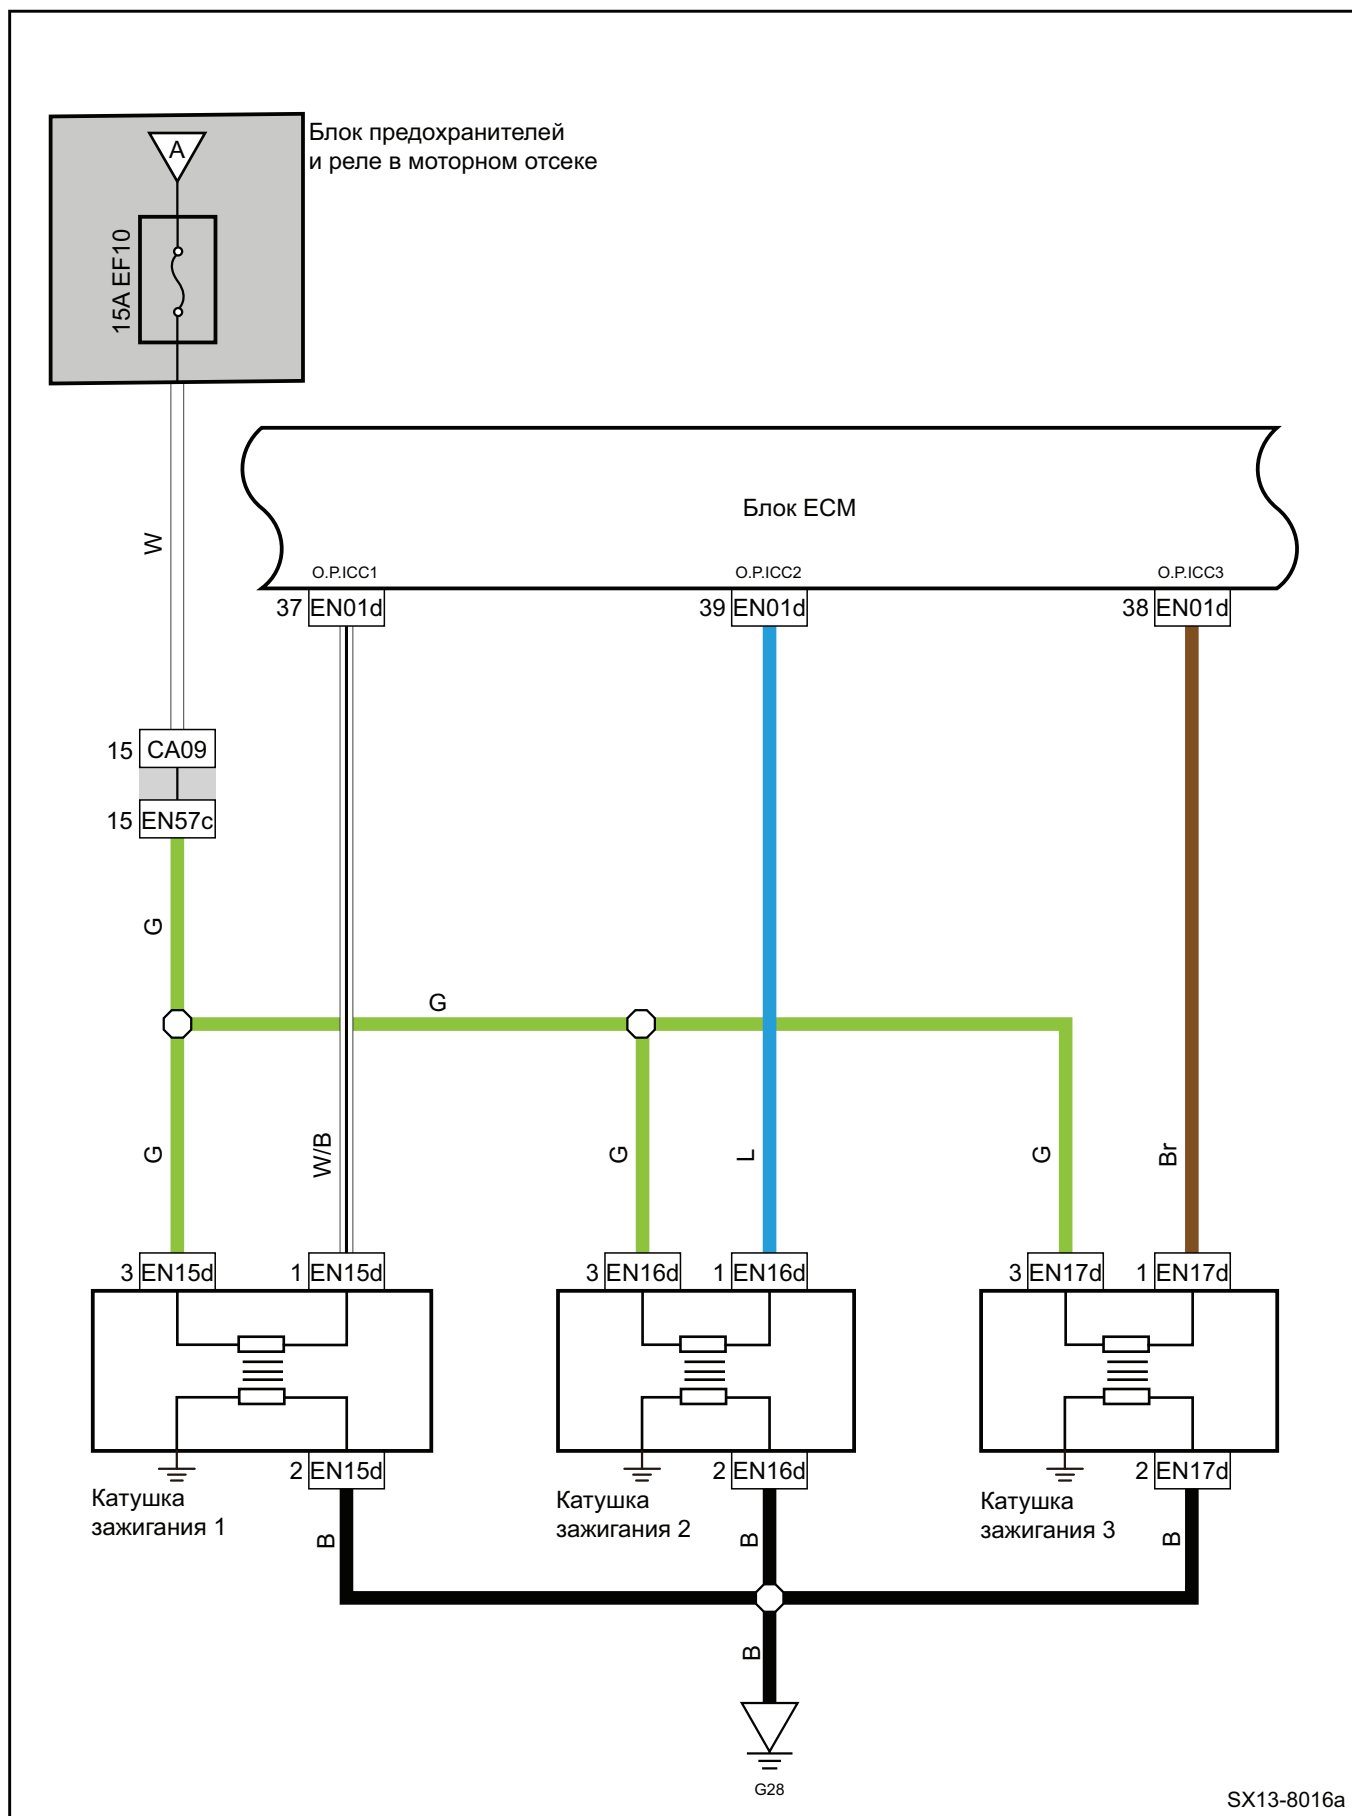 Блок предохранителей
и реле в моторном отсеке
A
15A EF10
W
Блок ECM
O.P.ICC1
O.P.ICC2
O.P.ICC3
37 EN01d
39 EN01d
38 EN01d
15 CA09
15 EN57c
G
G
G
W/B
G
L
G
Br
3 EN15d
1 EN15d
3 EN16d
1 EN16d
3 EN17d
1 EN17d
2 EN15d
2 EN16d
2 EN17d
Катушка
зажигания 1
Катушка
зажигания 2
Катушка
зажигания 3
B
B
B
B
G28
SX13-8016a